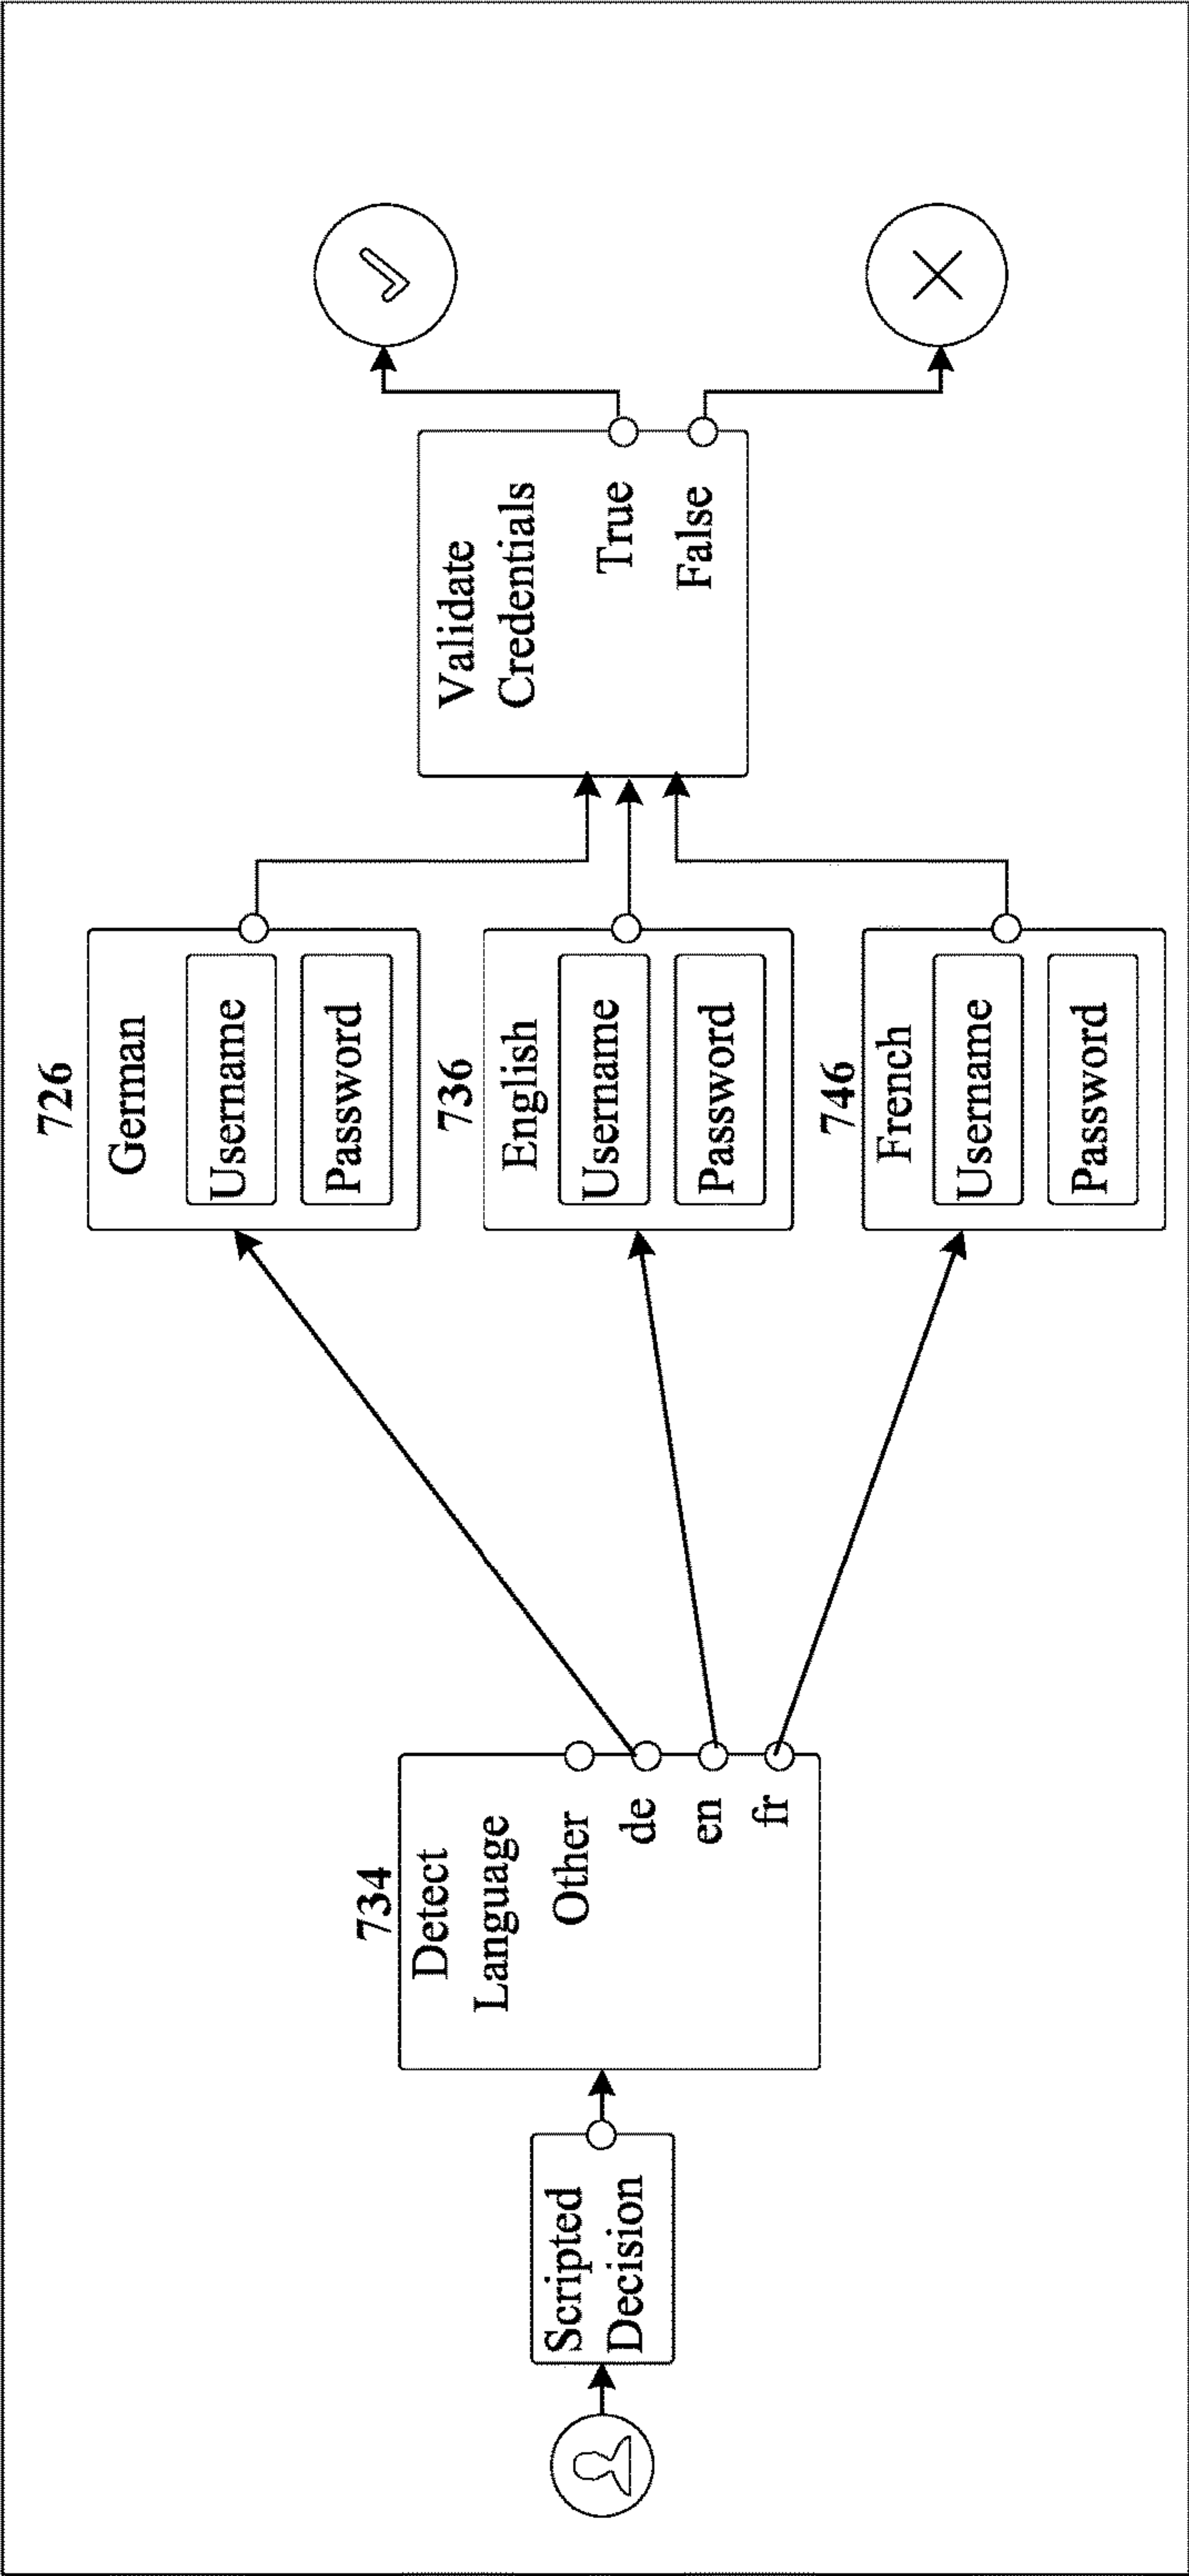 Scripted
Decision
734
Detect
Language
Other
de
en
fr
726
German
Username
Password
736
English
Username
Password
746
French
Username
Password
Validate
Credentials
True
False